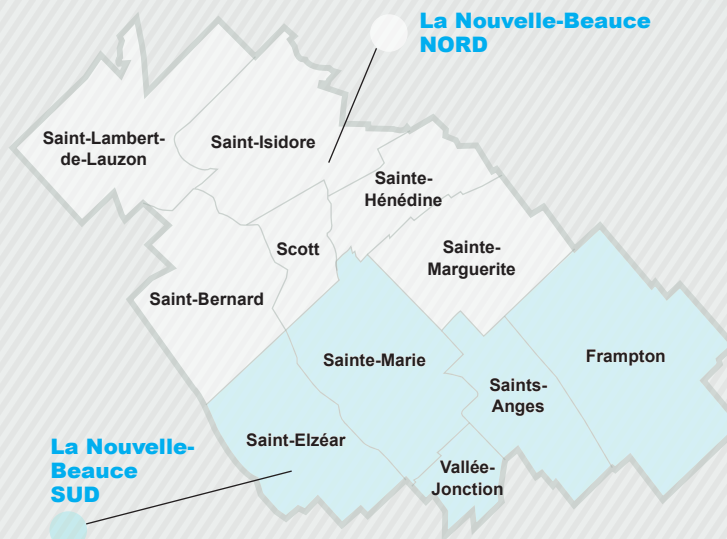 La Nouvelle-Beauce
NORD
Saint-Lambert-
de-Lauzon
Saint-Isidore
Sainte-
Hénédine
Scott
Sainte-
Marguerite
Saint-Bernard
Sainte-Marie
Frampton
Saints-
Anges
Saint-Elzéar
La Nouvelle-
Beauce
SUD
Vallée-
Jonction